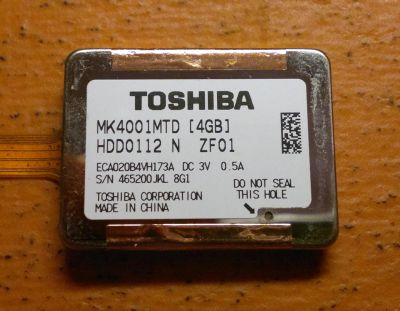 TOSHIBA
MK4001MTD [4GB]
HDD0112 N ZF01
ECA020B4VH173A DC 3V 0.5A
S/N 465200JKL 8G1
DO NOT SEAL
THIS HOLE
TOSHIBA CORPORATION
MADE IN CHINA